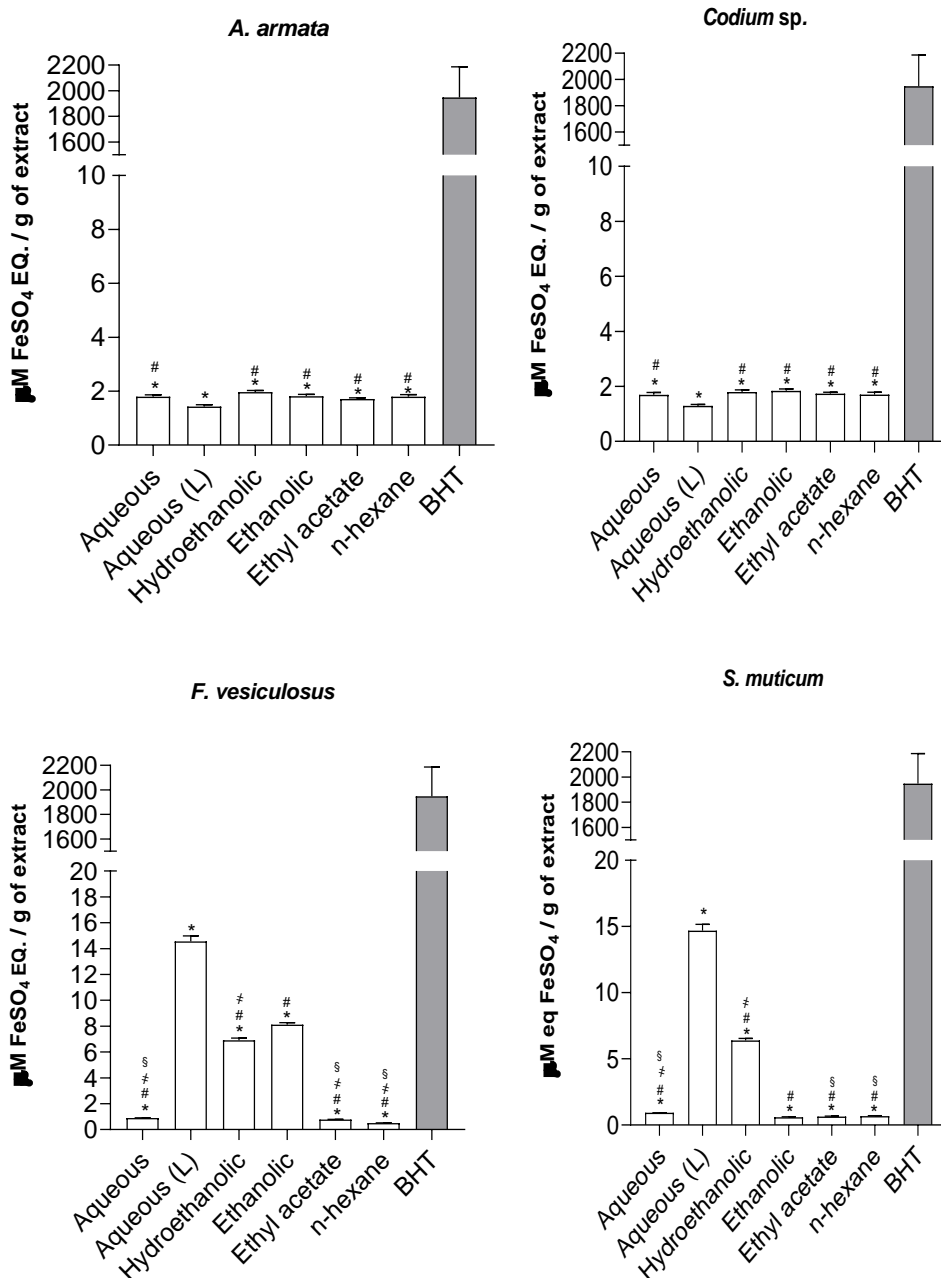 A. armata
μM FeSO₄ EQ. / g of extract
2200
2000
1800
1600
10
8
6
4
2
0
#
*
*
#
*
#
*
#
*
#
*
Aqueous
Aqueous (L)
Hydroethanolic
Ethanolic
Ethyl acetate
n-hexane
BHT
Codium sp.
μM FeSO₄ EQ. / g of extract
2200
2000
1800
1600
10
8
6
4
2
0
#
*
*
#
*
#
*
#
*
#
*
Aqueous
Aqueous (L)
Hydroethanolic
Ethanolic
Ethyl acetate
n-hexane
BHT
F. vesiculosus
μM FeSO₄ EQ. / g of extract
2200
2000
1800
1600
20
18
16
14
12
10
8
6
4
2
0
§
≠
#
*
*
≠
#
*
#
*
§
≠
#
*
§
≠
#
*
Aqueous
Aqueous (L)
Hydroethanolic
Ethanolic
Ethyl acetate
n-hexane
BHT
S. muticum
μM eq FeSO₄ / g of extract
2200
2000
1800
1600
20
15
10
5
0
§
≠
#
*
*
≠
#
*
#
*
§
#
*
§
#
*
Aqueous
Aqueous (L)
Hydroethanolic
Ethanolic
Ethyl acetate
n-hexane
BHT